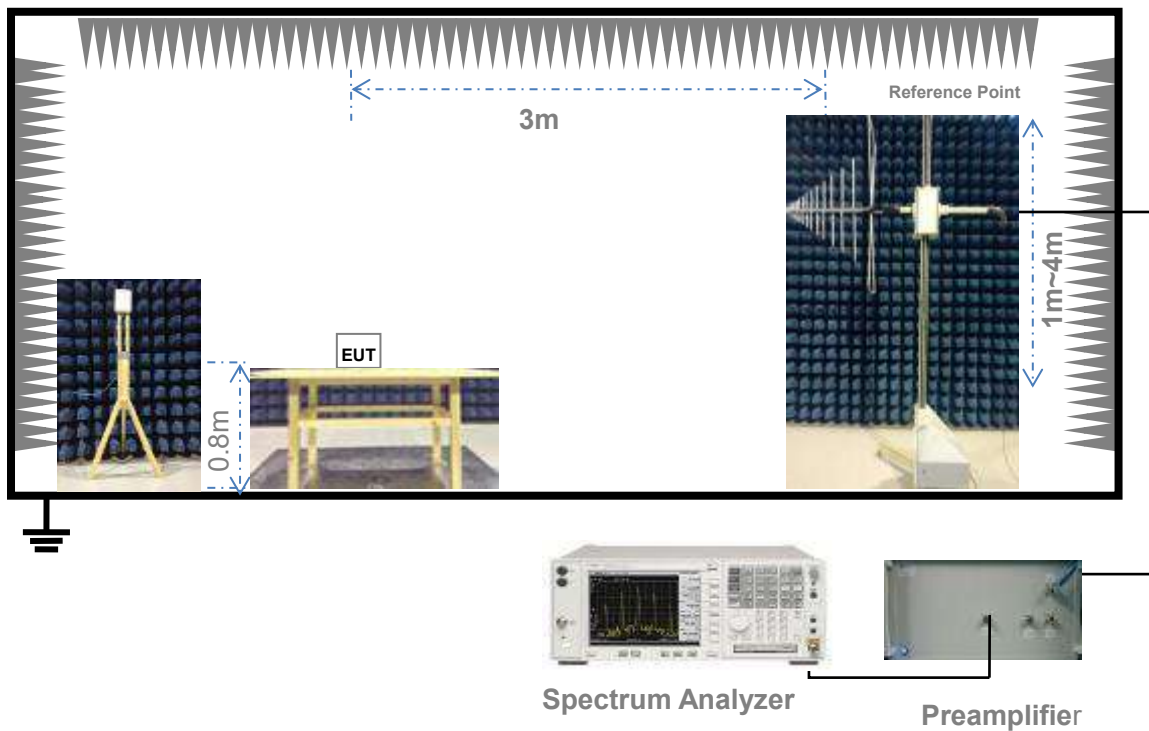 Reference Point
3m
1m~4m
EUT
0.8m
Spectrum Analyzer
Preamplifier